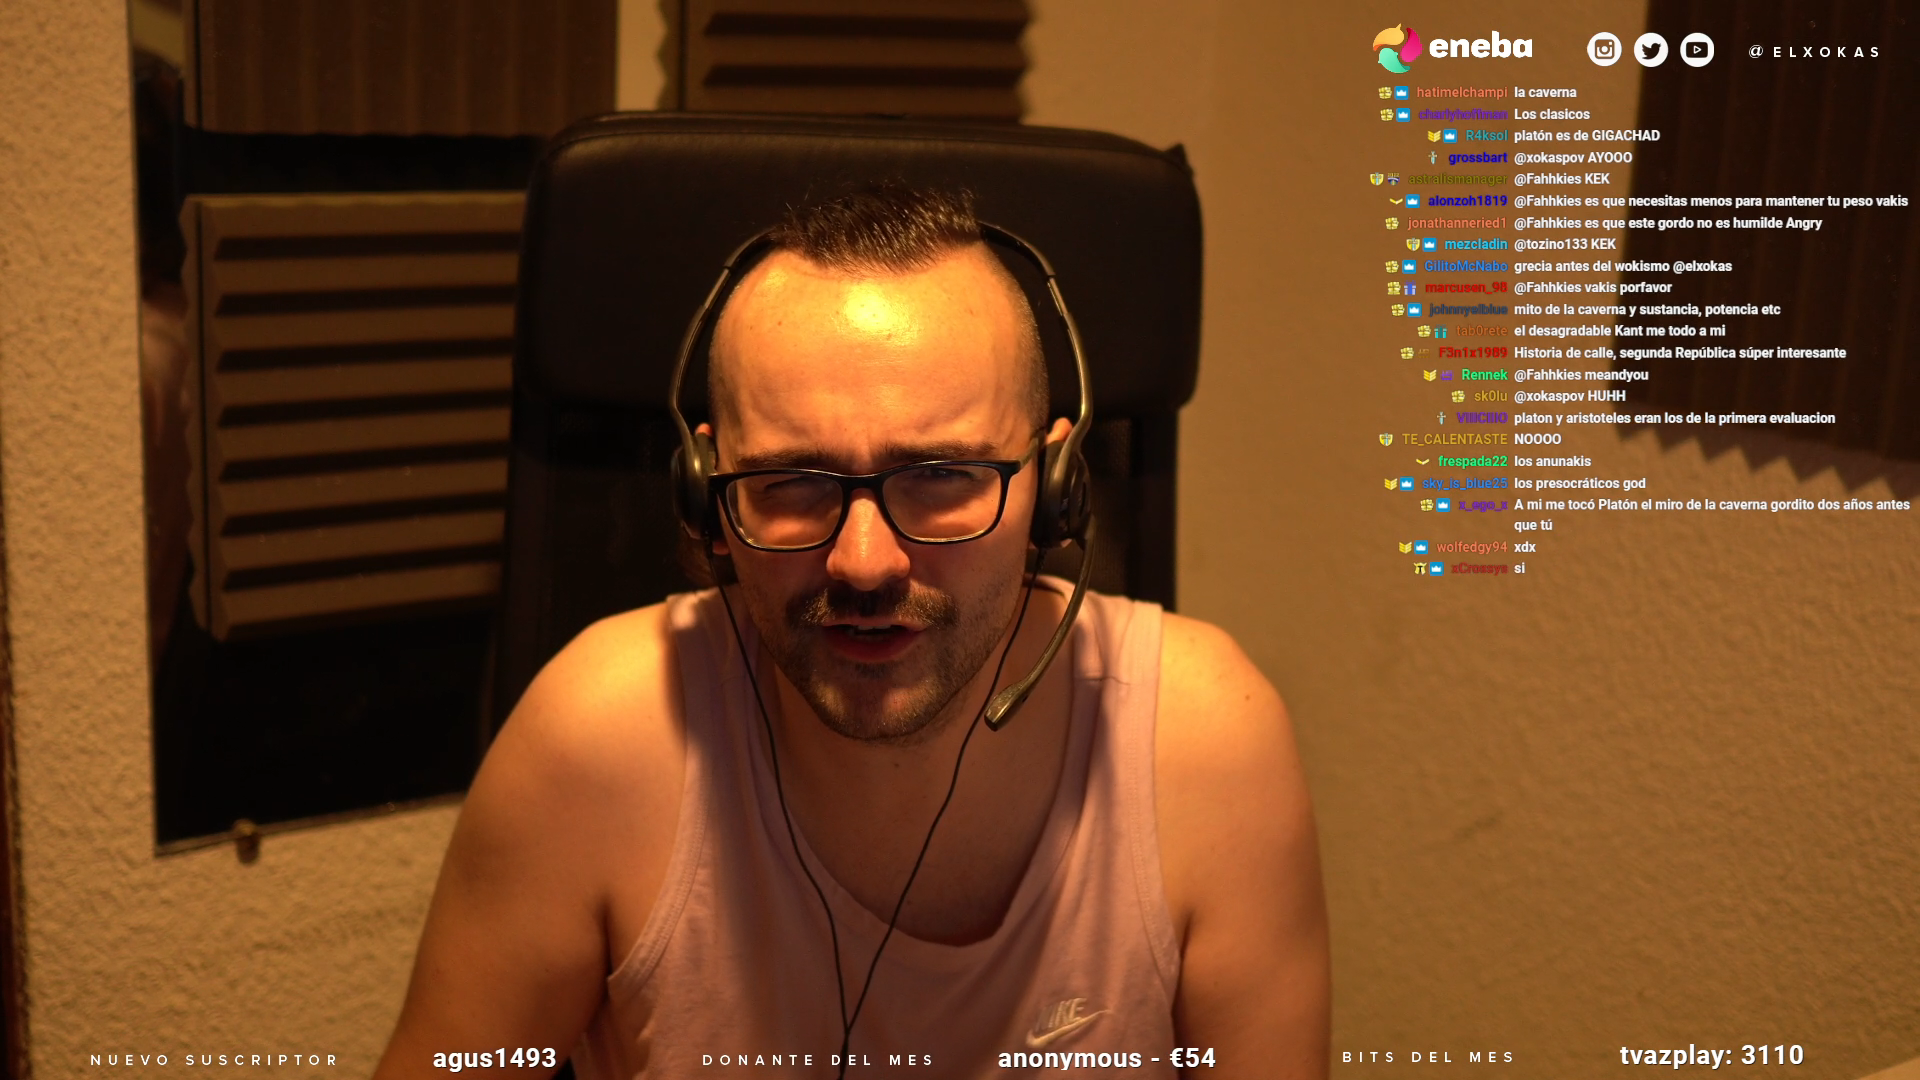 eneba
@ELXOKAS
hatimelchampi la caverna
charlyhoffman Los clasicos
R4ksol platón es de GIGACHAD
grossbart @xokaspov AYOOO
astralismanager @Fahhkies KEK
alonzoh1819 @Fahhkies es que necesitas menos para mantener tu peso vakis
jonathanneried1 @Fahhkies es que este gordo no es humilde Angry
mezcladin @tozino133 KEK
GilitoMcNabo grecia antes del wokismo @elxokas
marcusen_98 @Fahhkies vakis porfavor
johnnyelblue mito de la caverna y sustancia, potencia etc
tab0rete el desagradable Kant me todo a mi
F3n1x1989 Historia de calle, segunda República súper interesante
Rennek @Fahhkies meandyou
sk0lu @xokaspov HUHH
platon y aristoteles eran los de la primera evaluacion
TE_CALENTASTE NOOOO
frespada22 los anunakis
sky_is_blue25 los presocráticos god
x_ego_x A mi me tocó Platón el miro de la caverna gordito dos años antes
que tú
wolfedgy94 xdx
xCrossys si
NIKE
NUEVO SUSCRIPTOR agus1493 DONANTE DEL MES anonymous - €54 BITS DEL MES tvazplay: 3110